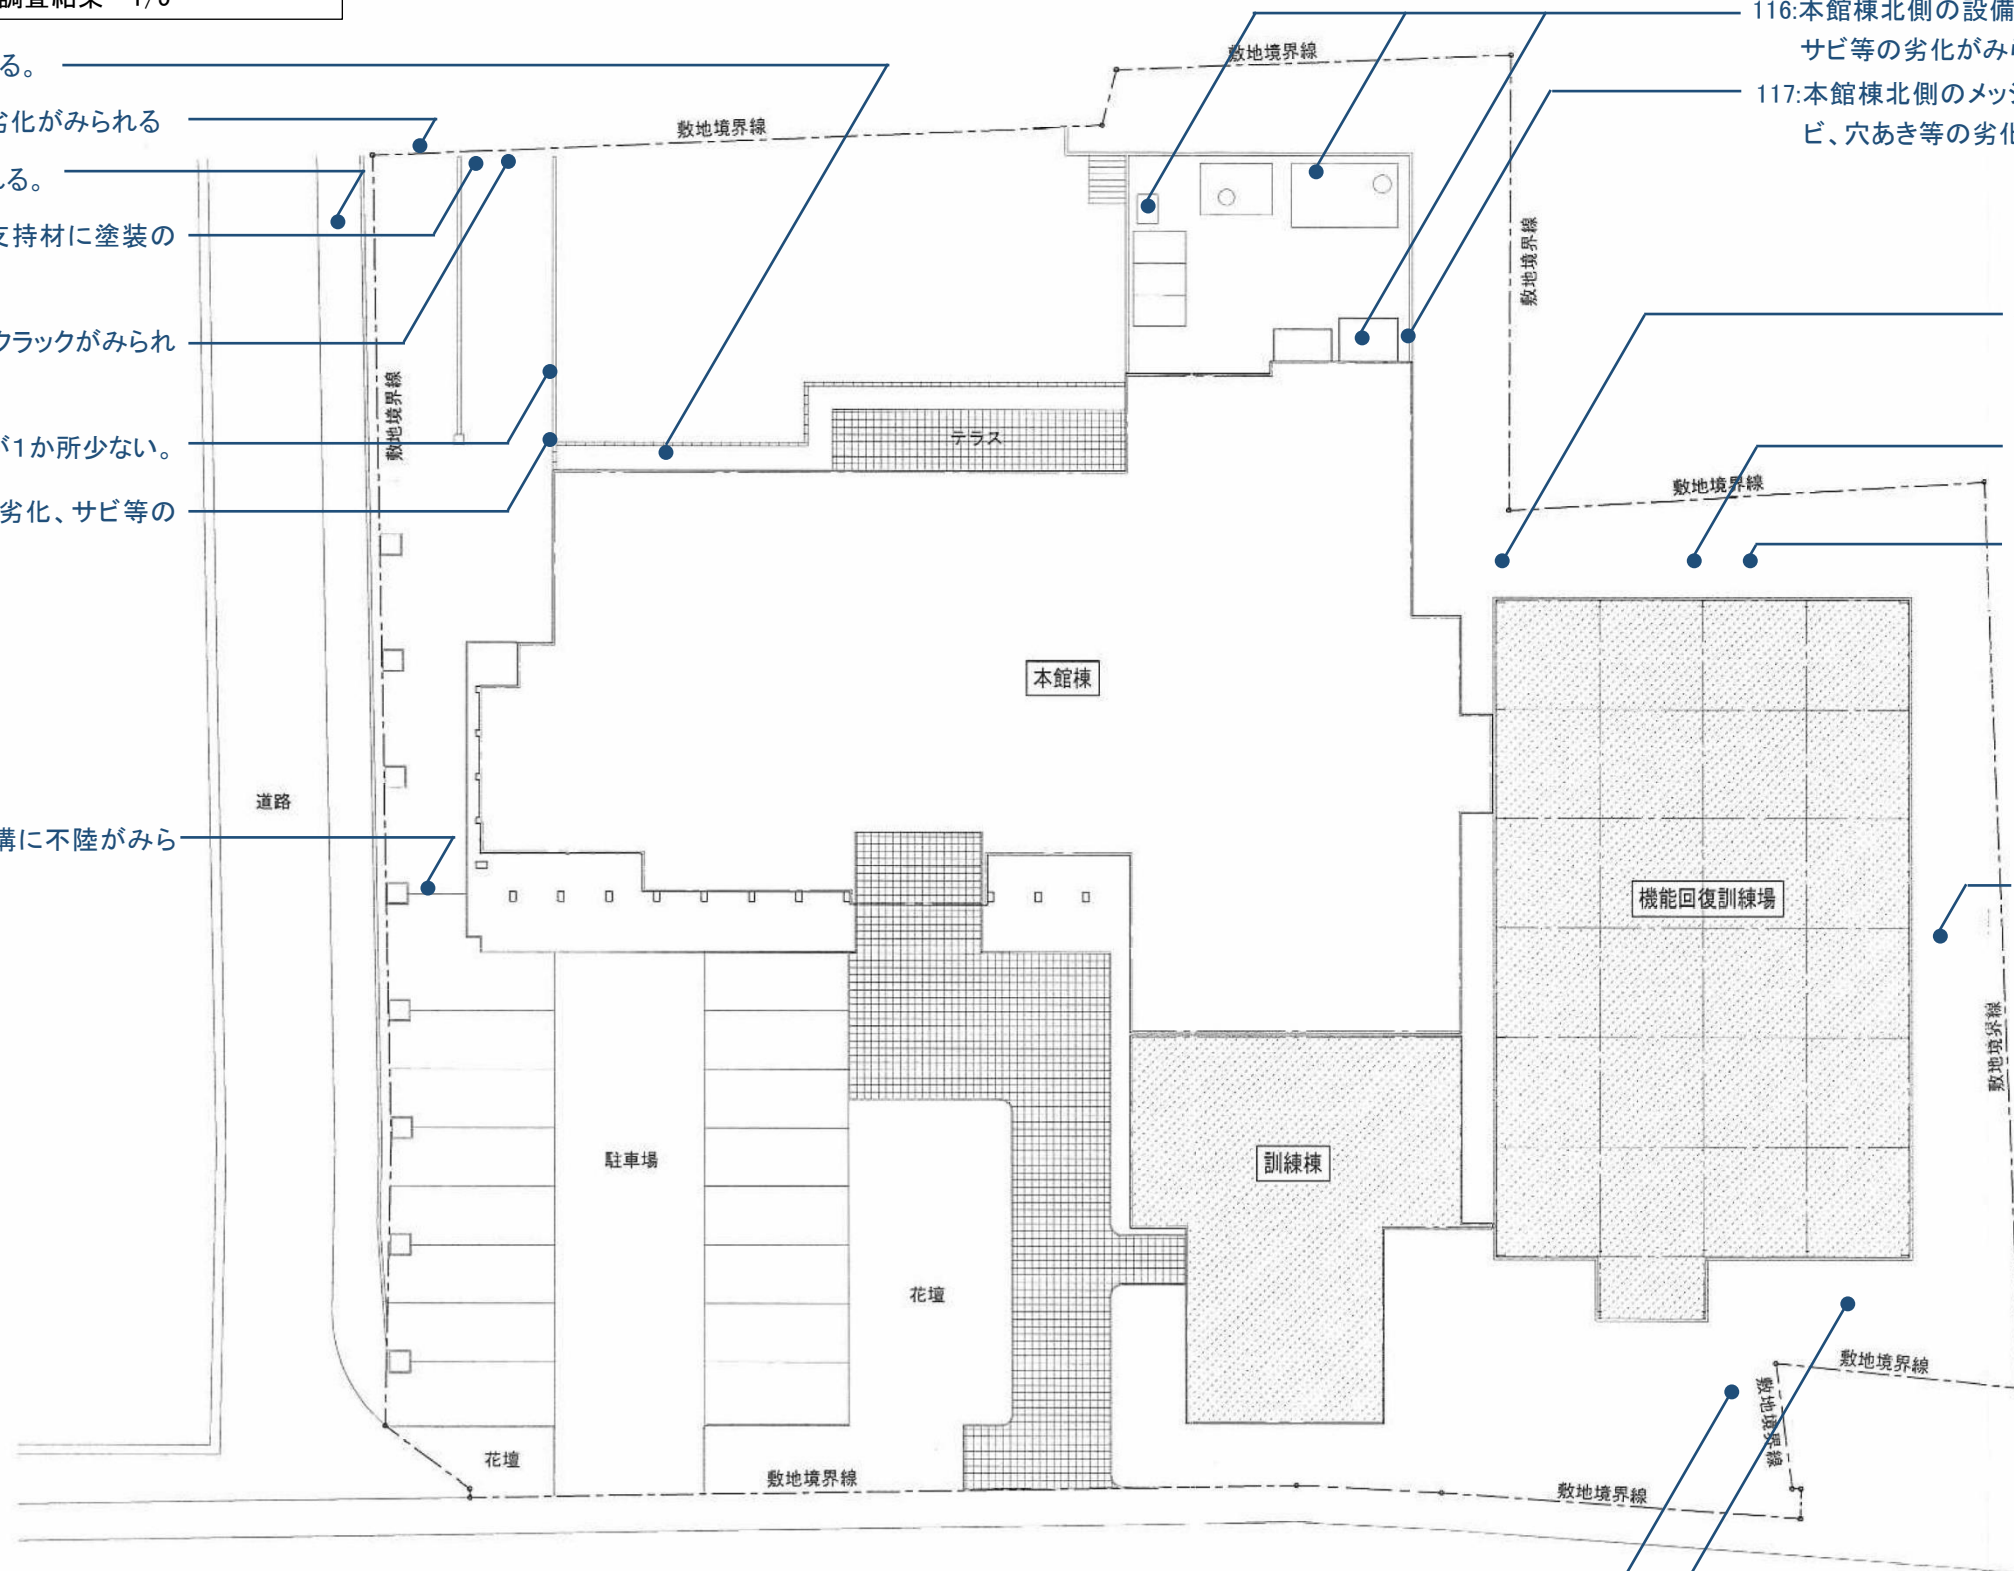 調査結果 1/6
116:本館棟北側の設備
サビ等の劣化がみら
117:本館棟北側のメッシ
ビ、穴あき等の劣化
る。
劣化がみられる
れる。
支持材に塗装の
クラックがみられ
が1か所少ない。
劣化、サビ等の
溝に不陸がみら
敷地境界線
敷地境界線
敷地境界線
敷地境界線
敷地境界線
テラス
本館棟
道路
機能回復訓練場
敷地境界線
駐車場
訓練棟
花壇
敷地境界線
敷地境界線
花壇
敷地境界線
敷地境界線